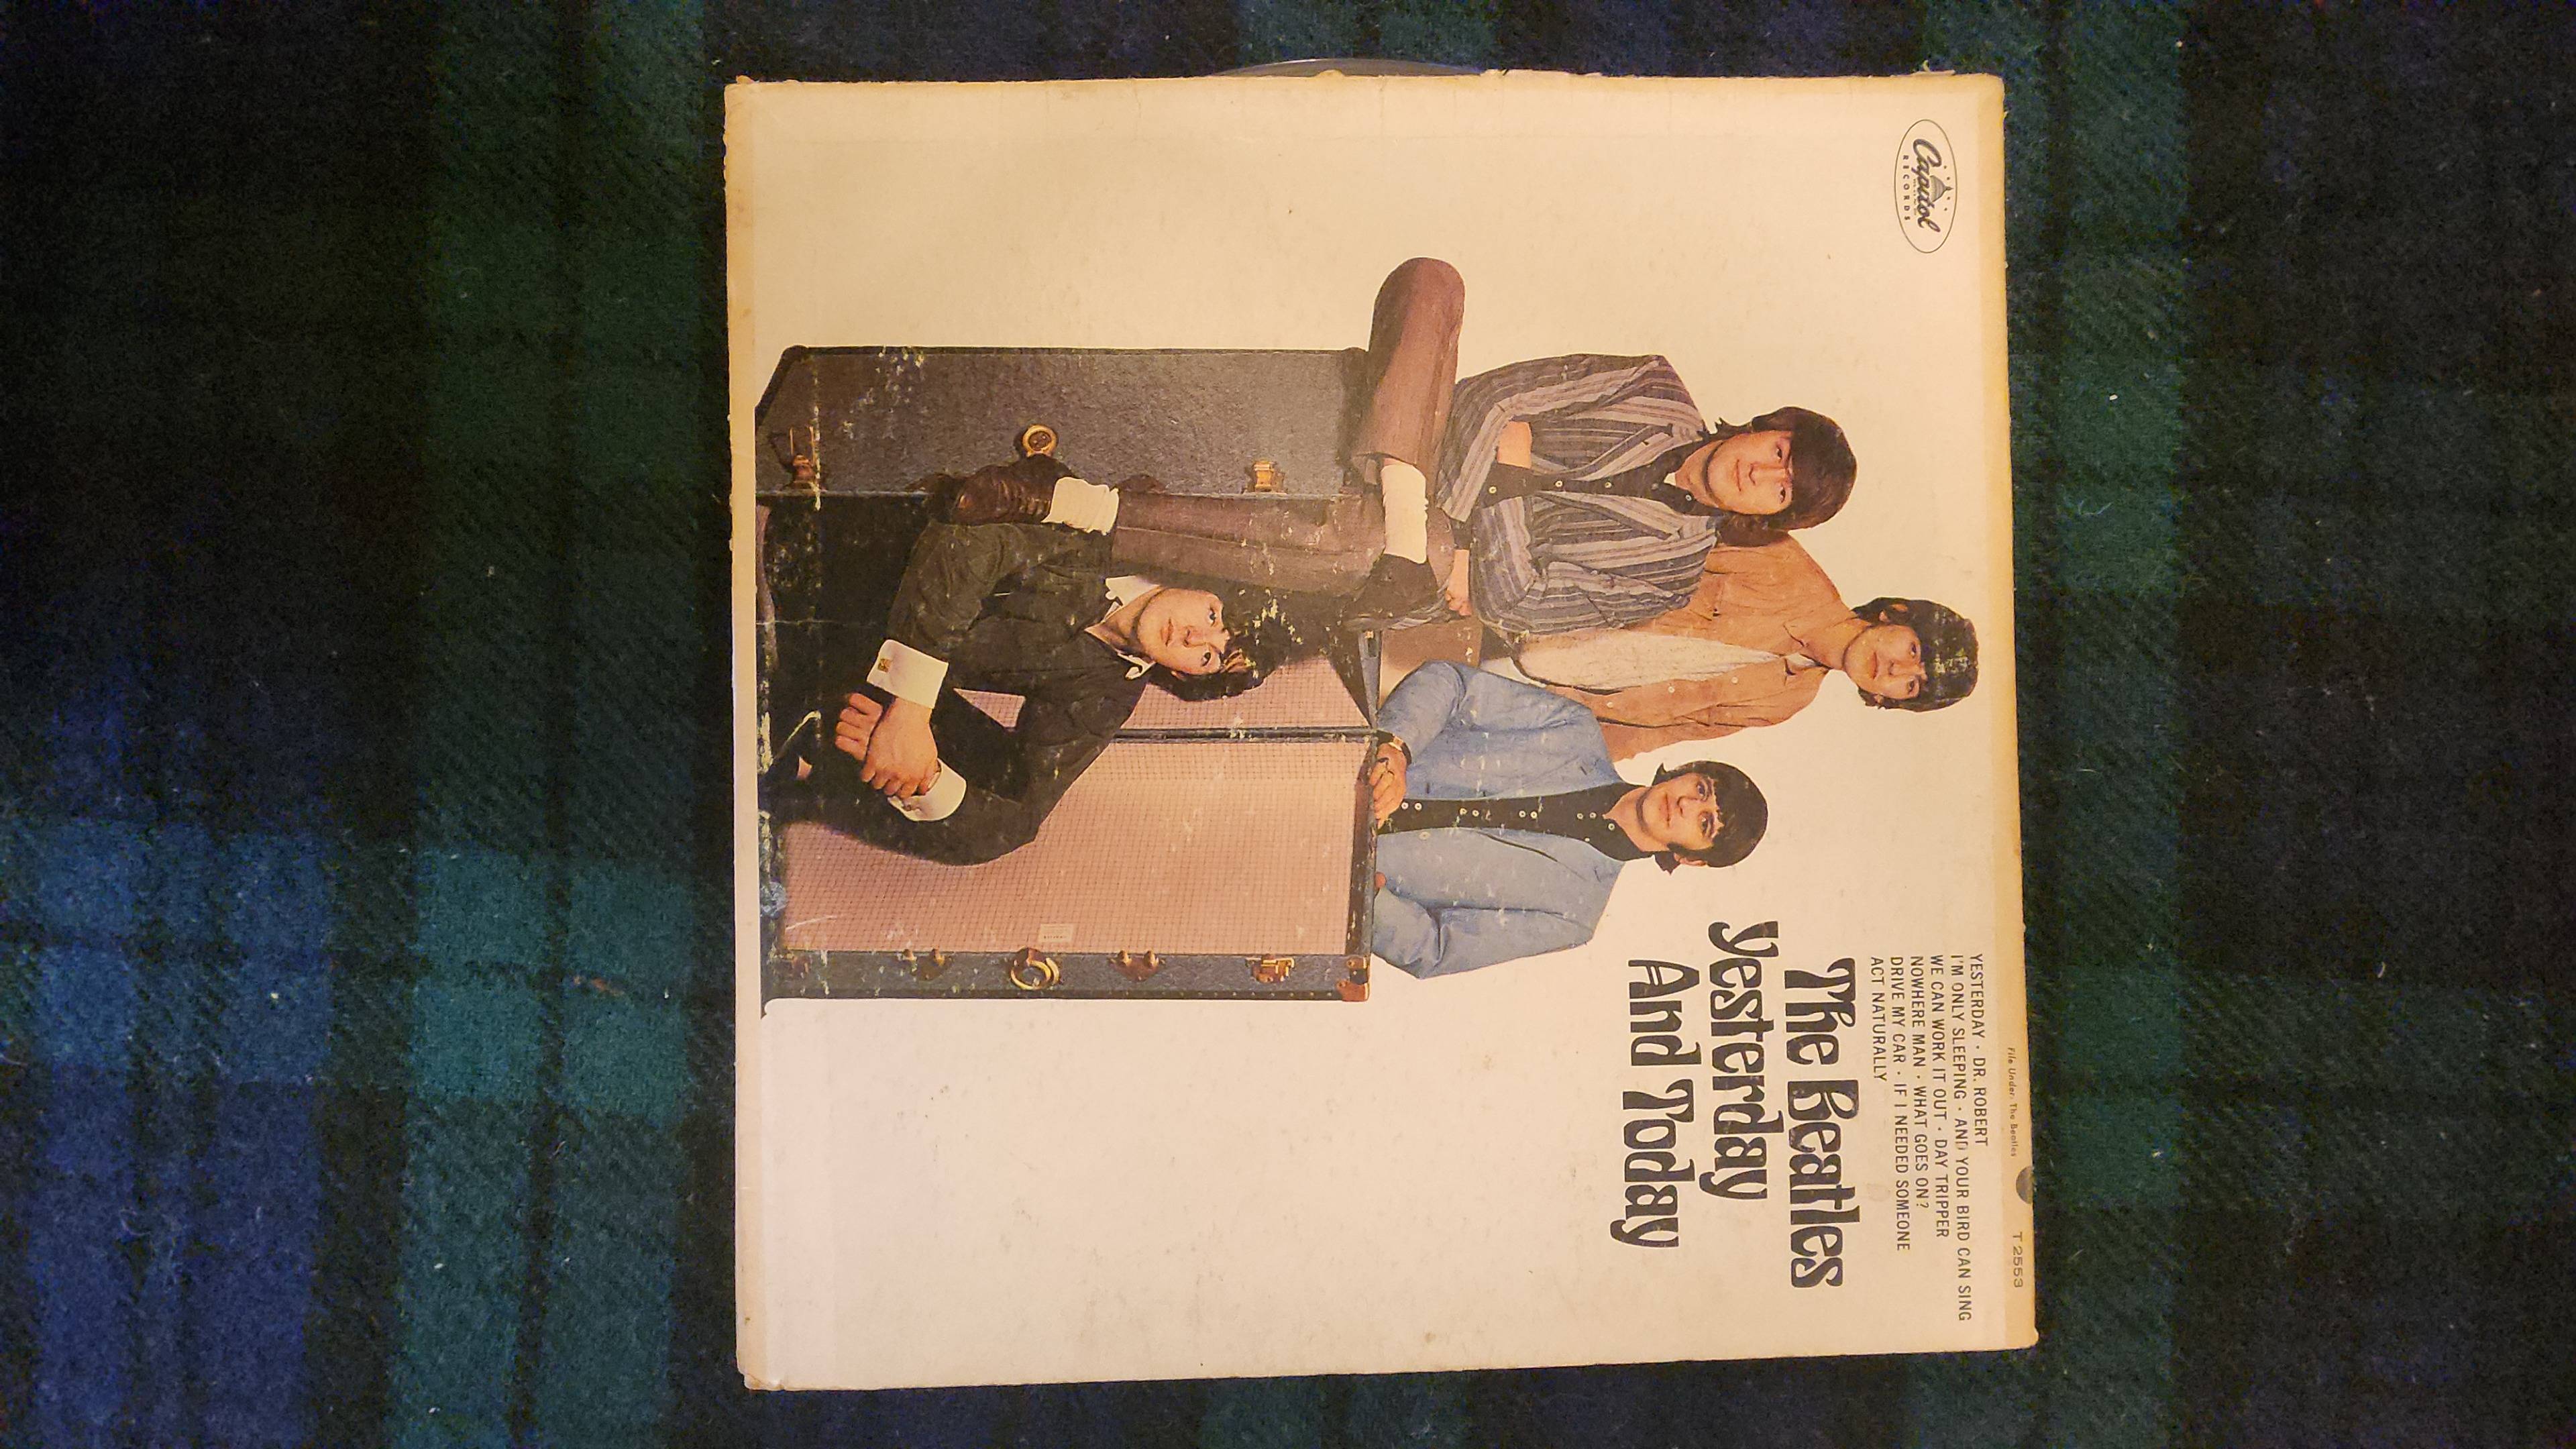 File Under: The Beatles
T 2553
Capitol
RECORDS
YESTERDAY · DR. ROBERT
I'M ONLY SLEEPING · AND YOUR BIRD CAN SING
WE CAN WORK IT OUT · DAY TRIPPER
NOWHERE MAN · WHAT GOES ON?
DRIVE MY CAR · IF I NEEDED SOMEONE
ACT NATURALLY
The Beatles
Yesterday
And Today